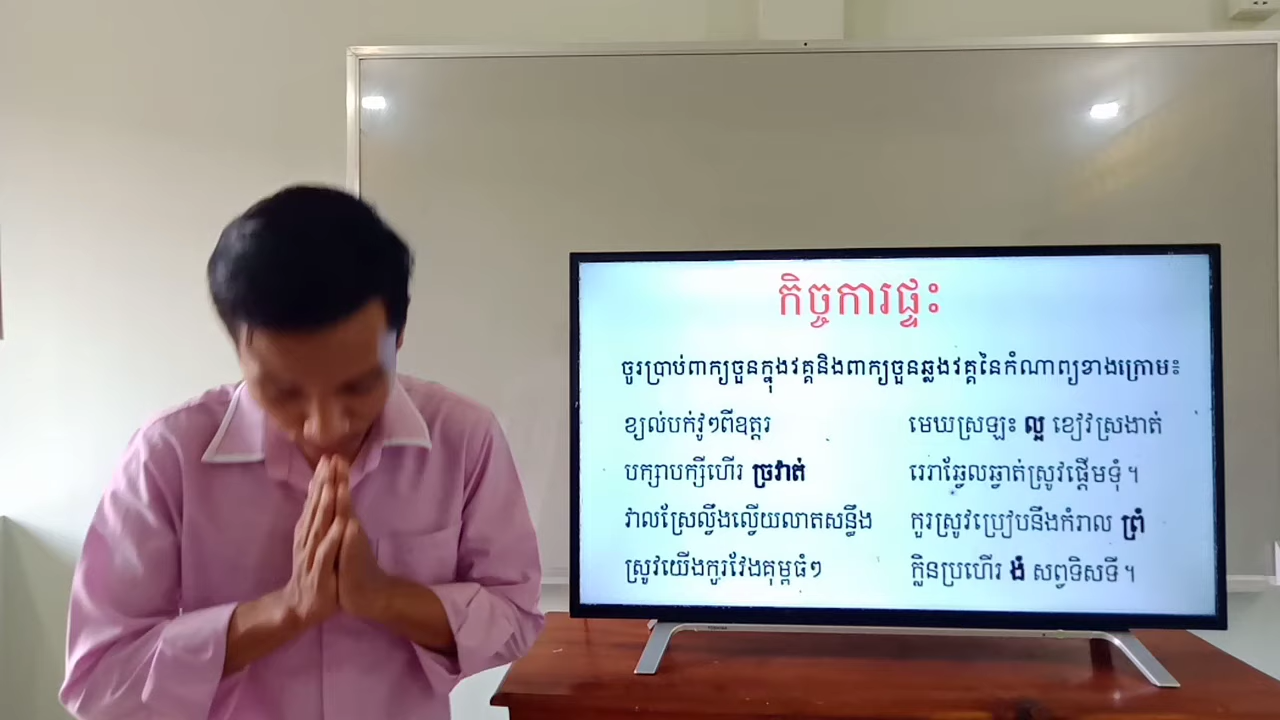 កិច្ចការផ្ទះ
ចូរប្រាប់ពាក្យចួនក្នុងវគ្គនិងពាក្យចួនឆ្លងវគ្គនៃកំណាព្យខាងក្រោម៖
ខ្យល់បក់វូៗពីឧត្តរ មេឃស្រឡះ ល្អ ខៀវស្រងាត់
បក្សាបក្សីហើរ ច្រវាត់ រេរាឆ្វែលឆ្វាត់ស្រូវផ្ដើមទុំ។
វាលស្រែល្វឹងល្វើយលាតសន្ធឹង កួរស្រូវប្រៀបនឹងកំរាល ព្រំ
ស្រូវយើងកួរវែងគុម្ពធំៗ ក្លិនប្រហើរ ងំ សព្វទិសទី។